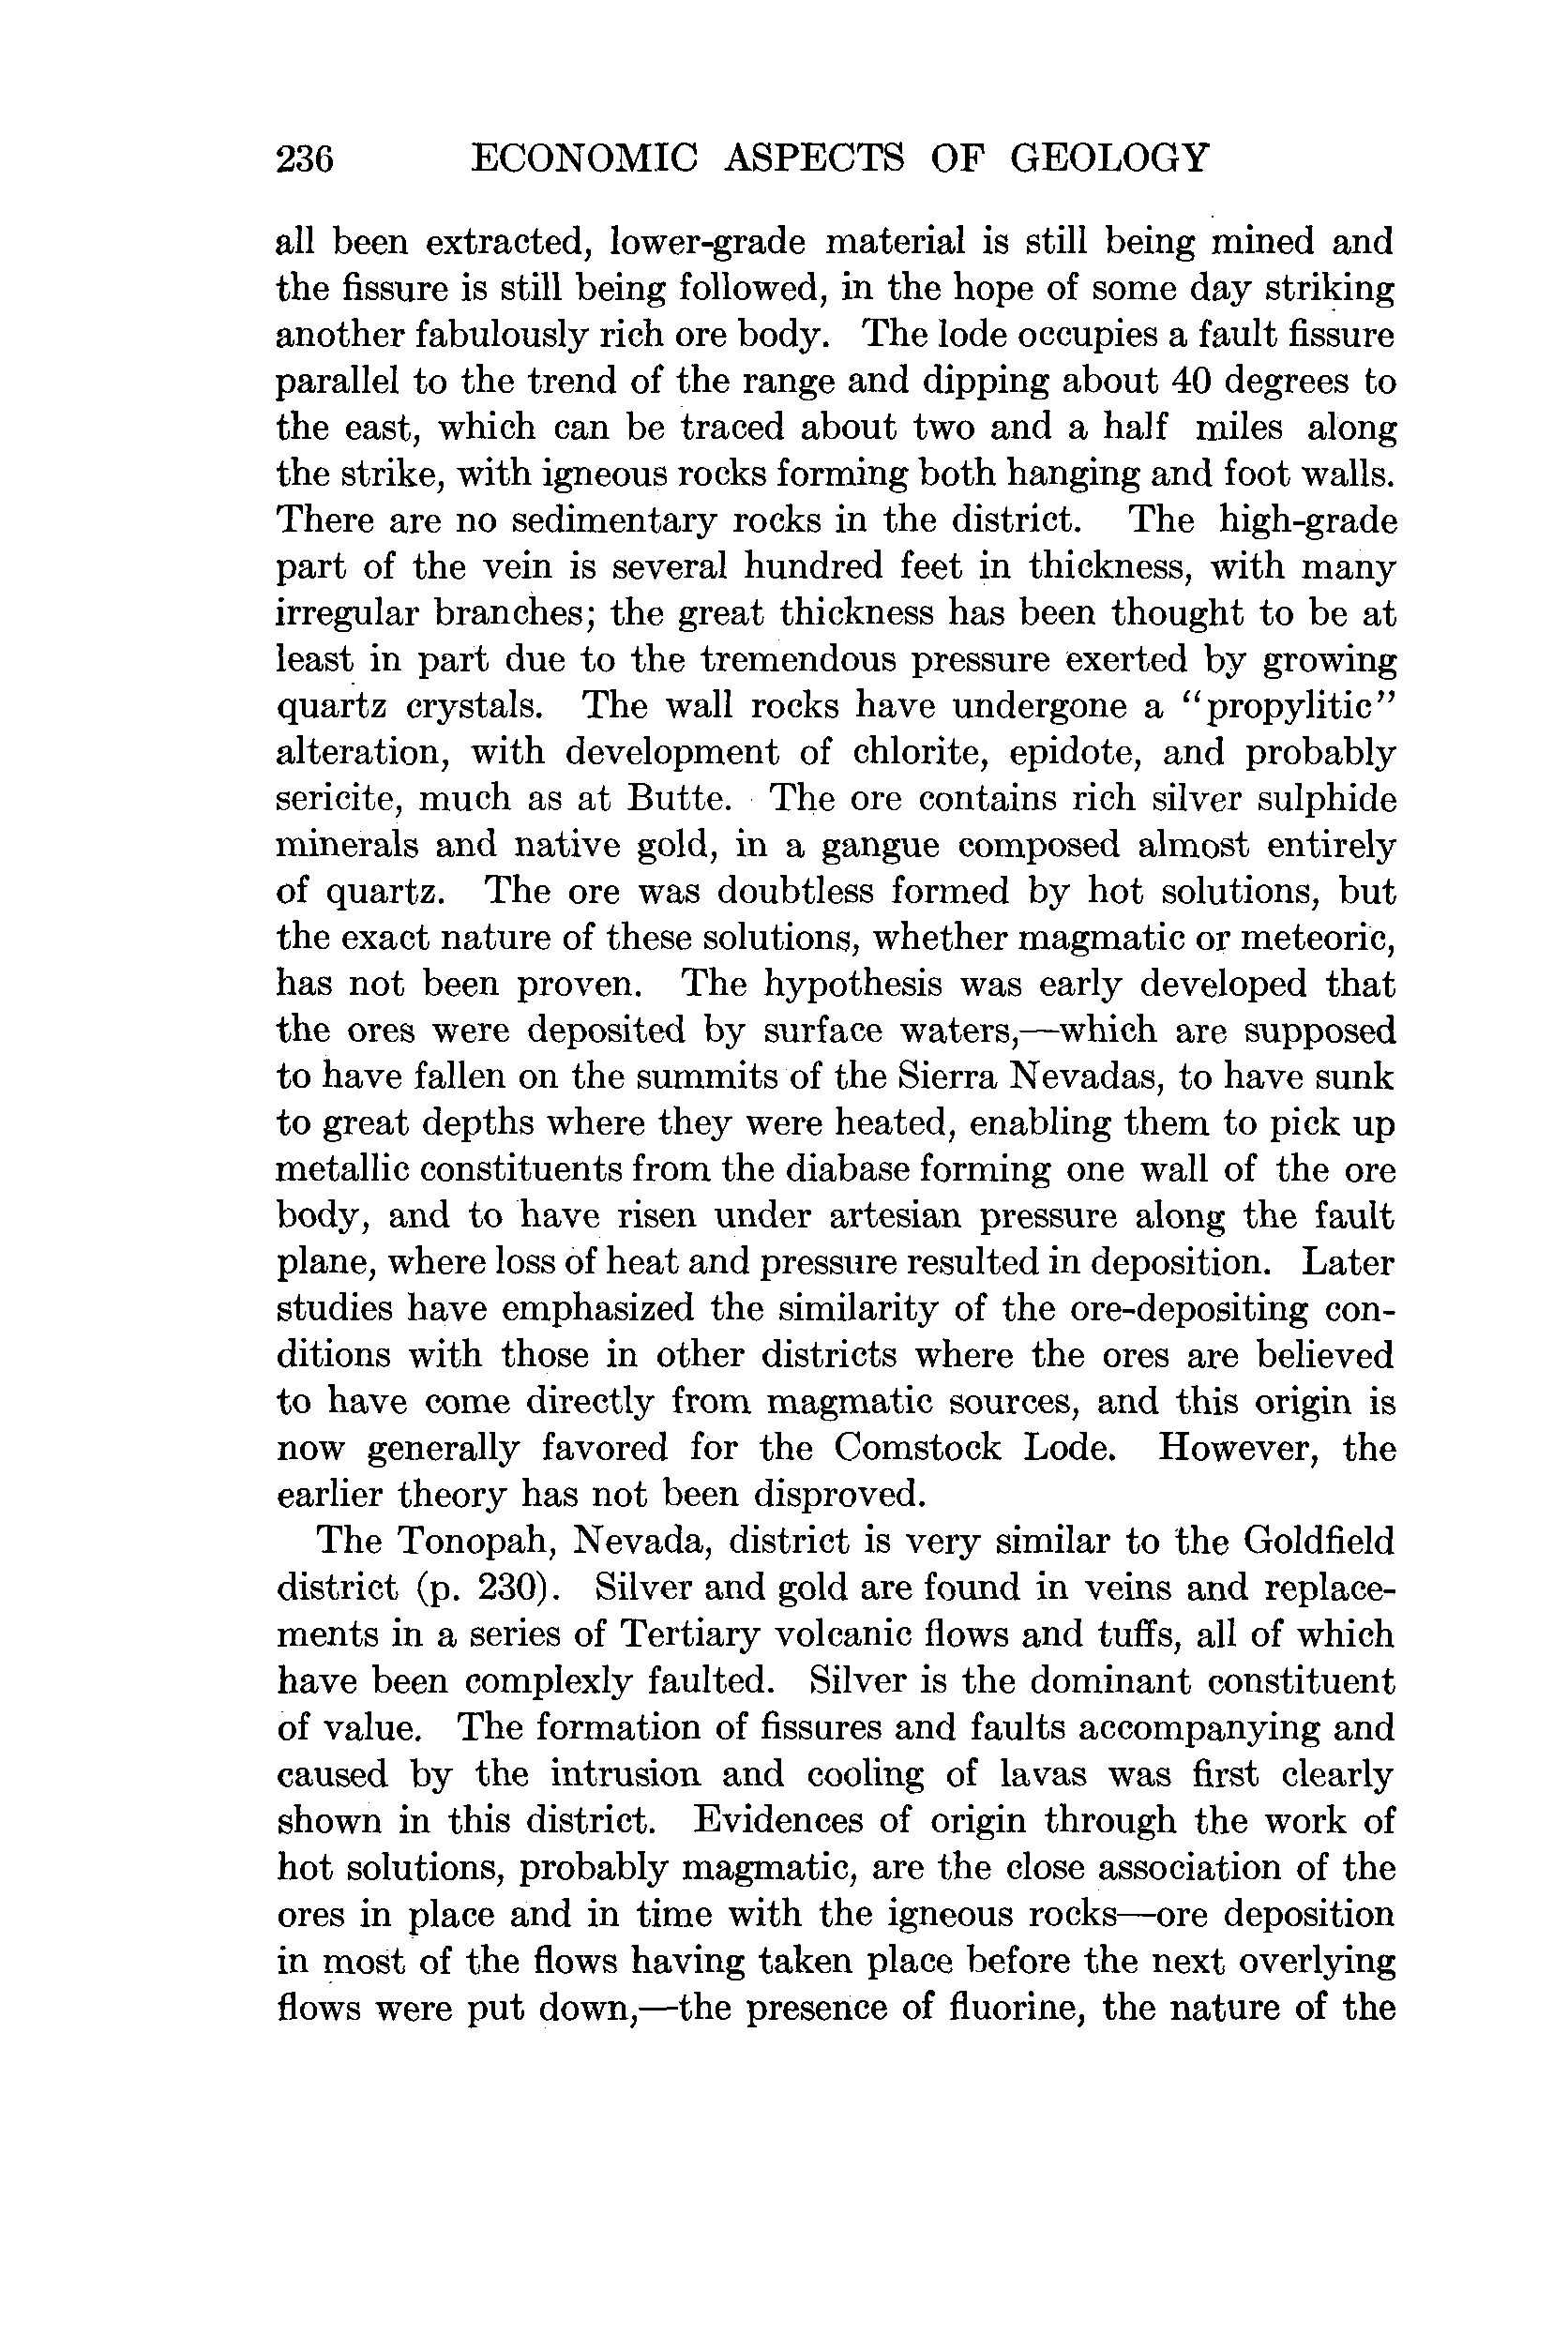 236 ECONOMIC ASPECTS OF GEOLOGY
all been extracted, lower-grade material is still being mined and
the fissure is still being followed, in the hope of some day striking
another fabulously rich ore body. The lode occupies a fault fissure
parallel to the trend of the range and dipping about 40 degrees to
the east, which can be traced about two and a half miles along
the strike, with igneous rocks forming both hanging and foot walls.
There are no sedimentary rocks in the district. The high-grade
part of the vein is several hundred feet in thickness, with many
irregular branches; the great thickness has been thought to be at
least in part due to the tremendous pressure exerted by growing
quartz crystals. The wall rocks have undergone a “propylitic”
alteration, with development of chlorite, epidote, and probably
sericite, much as at Butte. The ore contains rich silver sulphide
minerals and native gold, in a gangue composed almost entirely
of quartz. The ore was doubtless formed by hot solutions, but
the exact nature of these solutions, whether magmatic or meteoric,
has not been proven. The hypothesis was early developed that
the ores were deposited by surface waters,—which are supposed
to have fallen on the summits of the Sierra Nevadas, to have sunk
to great depths where they were heated, enabling them to pick up
metallic constituents from the diabase forming one wall of the ore
body, and to have risen under artesian pressure along the fault
plane, where loss of heat and pressure resulted in deposition. Later
studies have emphasized the similarity of the ore-depositing con-
ditions with those in other districts where the ores are believed
to have come directly from magmatic sources, and this origin is
now generally favored for the Comstock Lode. However, the
earlier theory has not been disproved.
The Tonopah, Nevada, district is very similar to the Goldfield
district (p. 230). Silver and gold are found in veins and replace-
ments in a series of Tertiary volcanic flows and tuffs, all of which
have been complexly faulted. Silver is the dominant constituent
of value. The formation of fissures and faults accompanying and
caused by the intrusion and cooling of lavas was first clearly
shown in this district. Evidences of origin through the work of
hot solutions, probably magmatic, are the close association of the
ores in place and in time with the igneous rocks—ore deposition
in most of the flows having taken place before the next overlying
flows were put down,—the presence of fluorine, the nature of the